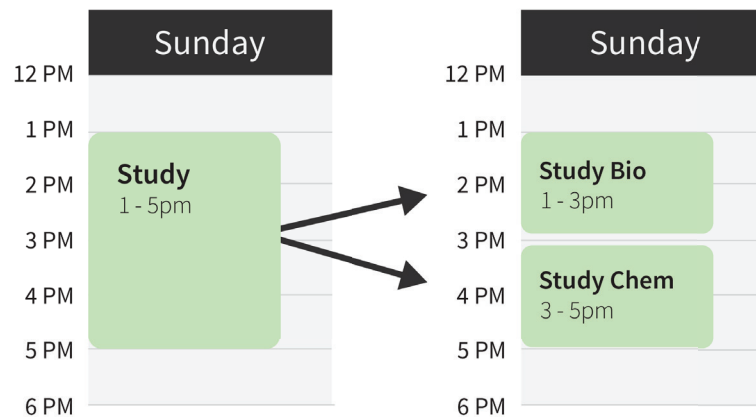 Sunday
12 PM
1 PM
2 PM
3 PM
4 PM
5 PM
6 PM
Study
1 - 5pm
Sunday
12 PM
1 PM
2 PM
3 PM
4 PM
5 PM
6 PM
Study Bio
1 - 3pm
Study Chem
3 - 5pm